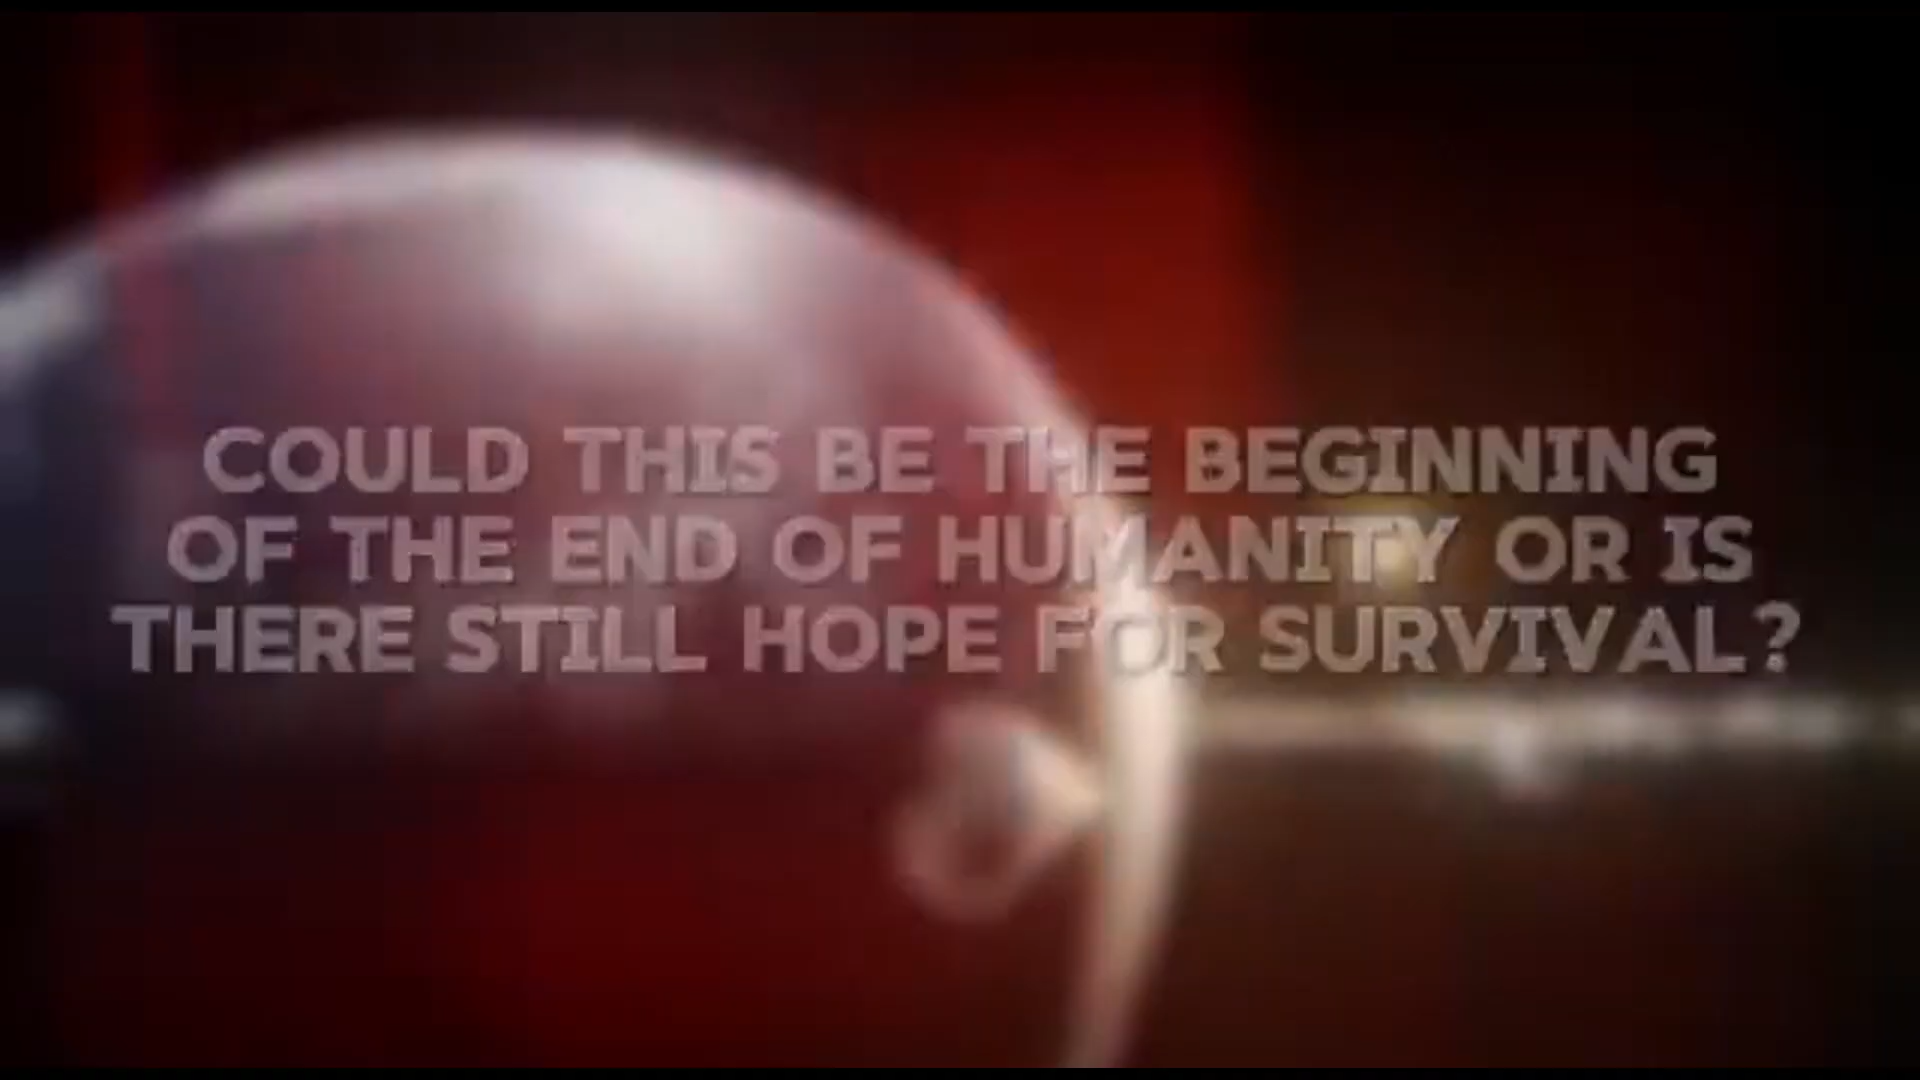 COULD THIS BE THE BEGINNING
OF THE END OF HUMANITY OR IS
THERE STILL HOPE FOR SURVIVAL?